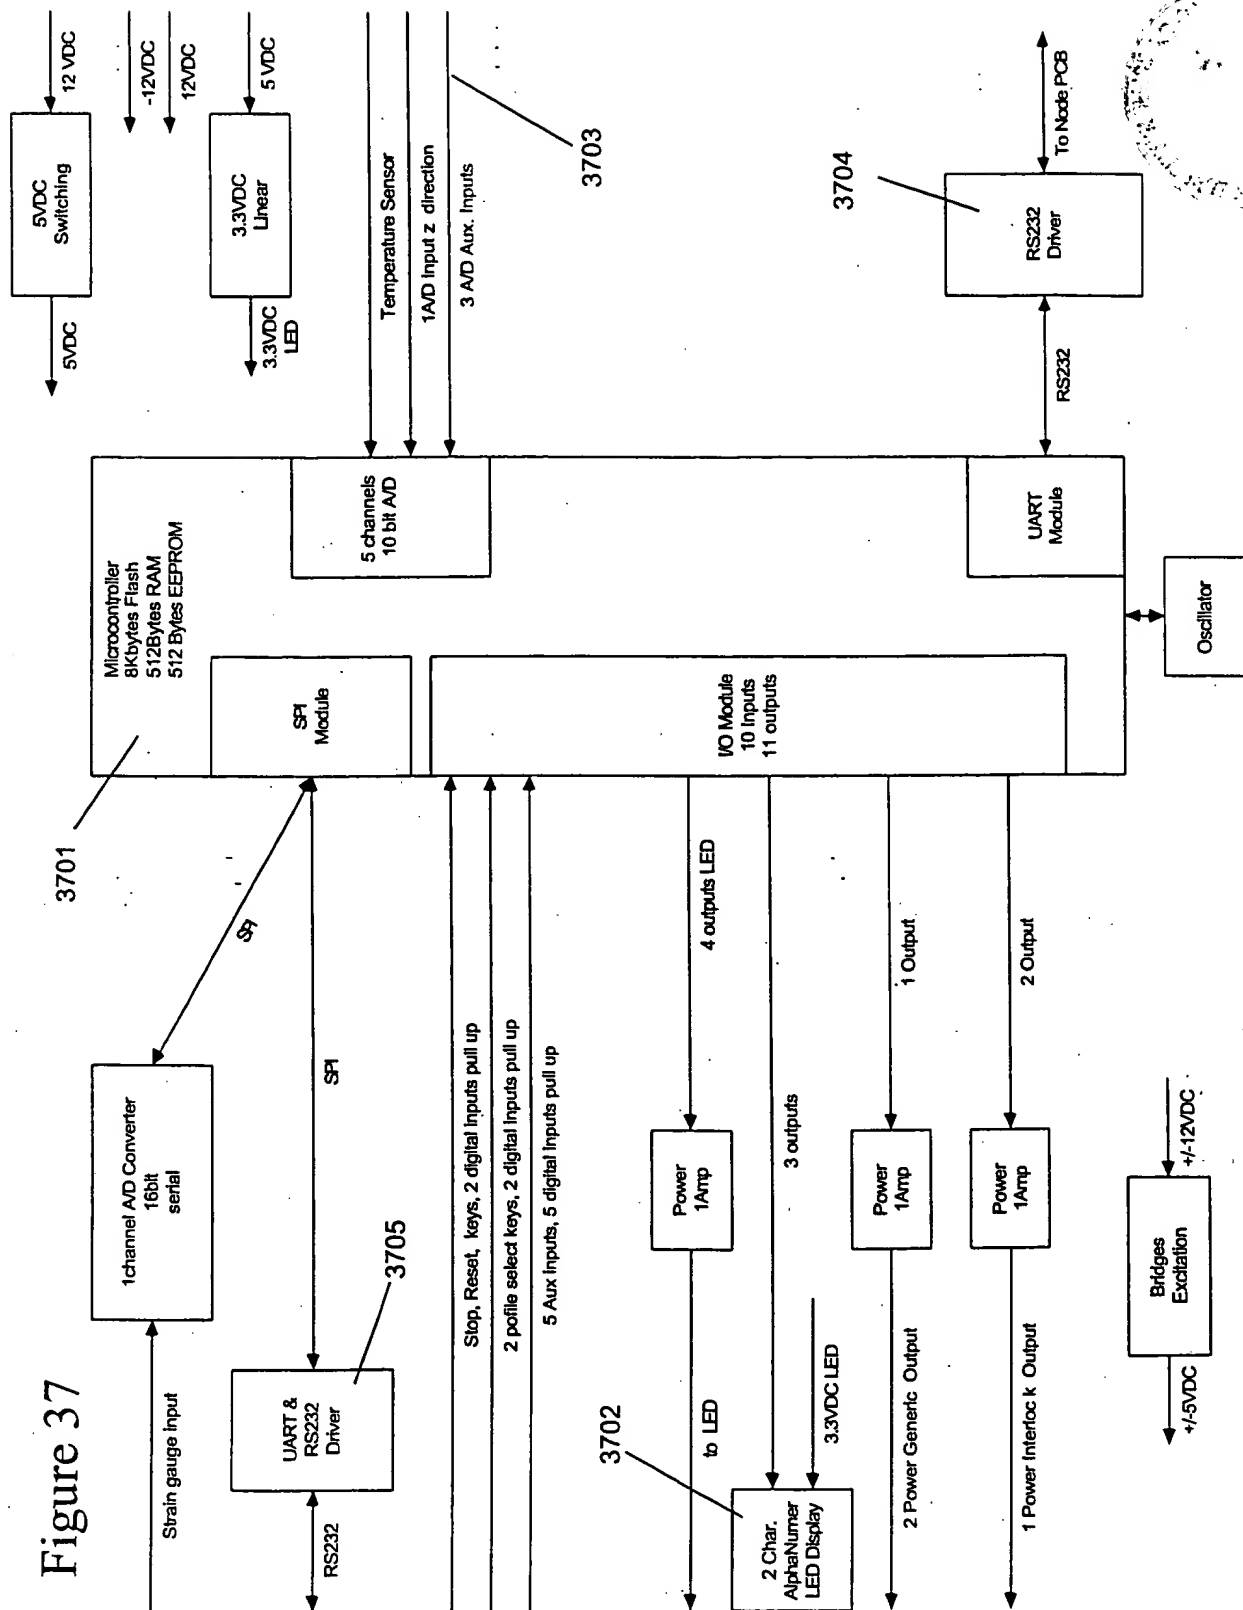 Figure 37
Strain gauge input
1channel A/D Converter
16bit
serial
SPI
3701
Microcontroller
8Kbytes Flash
512Bytes RAM
512 Bytes EEPROM
SPI
Module
5 channels
10 bit A/D
5VDC
5VDC
Switching
12 VDC
-12VDC
12VDC
3.3VDC
LED
3.3VDC
Linear
5 VDC
Temperature Sensor
1A/D Input z direction
3 A/D Aux. Inputs
3703
RS232
UART &
RS232
Driver
3705
SPI
Stop, Reset, keys, 2 digital Inputs pull up
2 pofile select keys, 2 digital Inputs pull up
5 Aux Inputs, 5 digital Inputs pull up
I/O Module
10 Inputs
11 outputs
to LED
Power
1Amp
4 outputs LED
3702
2 Char.
AlphaNumer
LED Display
3.3VDC LED
3 outputs
2 Power Generic Output
Power
1Amp
1 Output
1 Power Interloc k Output
Power
1Amp
2 Output
UART
Module
RS232
RS232
Driver
3704
To Node PCB
+/-5VDC
Bridges
Excitation
+/-12VDC
Oscillator